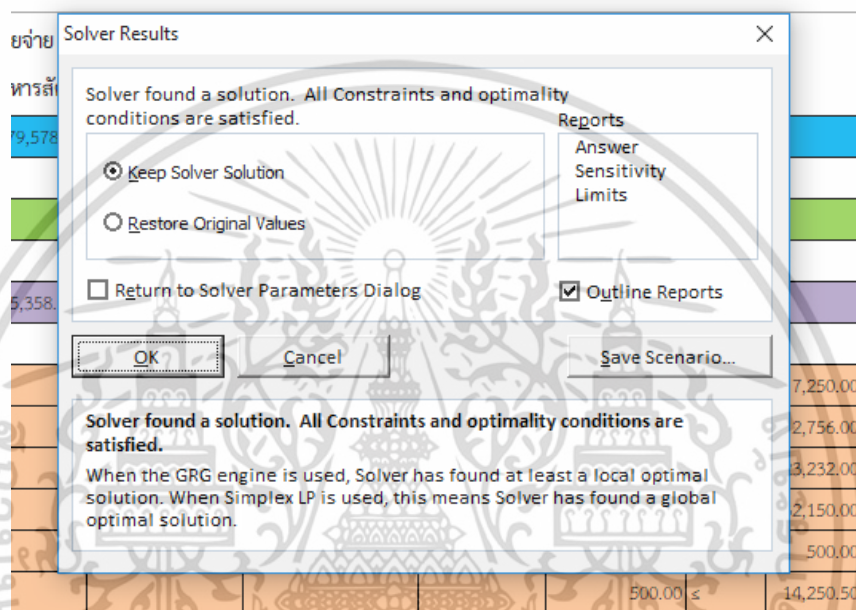 ยจ่าย
Solver Results
หารสั
Solver found a solution. All Constraints and optimality
conditions are satisfied.
Reports
79,578
Answer
Keep Solver Solution
Sensitivity
Limits
Restore Original Values
5,358.
Return to Solver Parameters Dialog
Outline Reports
OK
Cancel
Save Scenario...
7,250.00
Solver found a solution. All Constraints and optimality conditions are
satisfied.
2,756.00
When the GRG engine is used, Solver has found at least a local optimal
3,232.00
solution. When Simplex LP is used, this means Solver has found a global
optimal solution.
2,150.00
500.00
500.00 ≤ 14,250.50